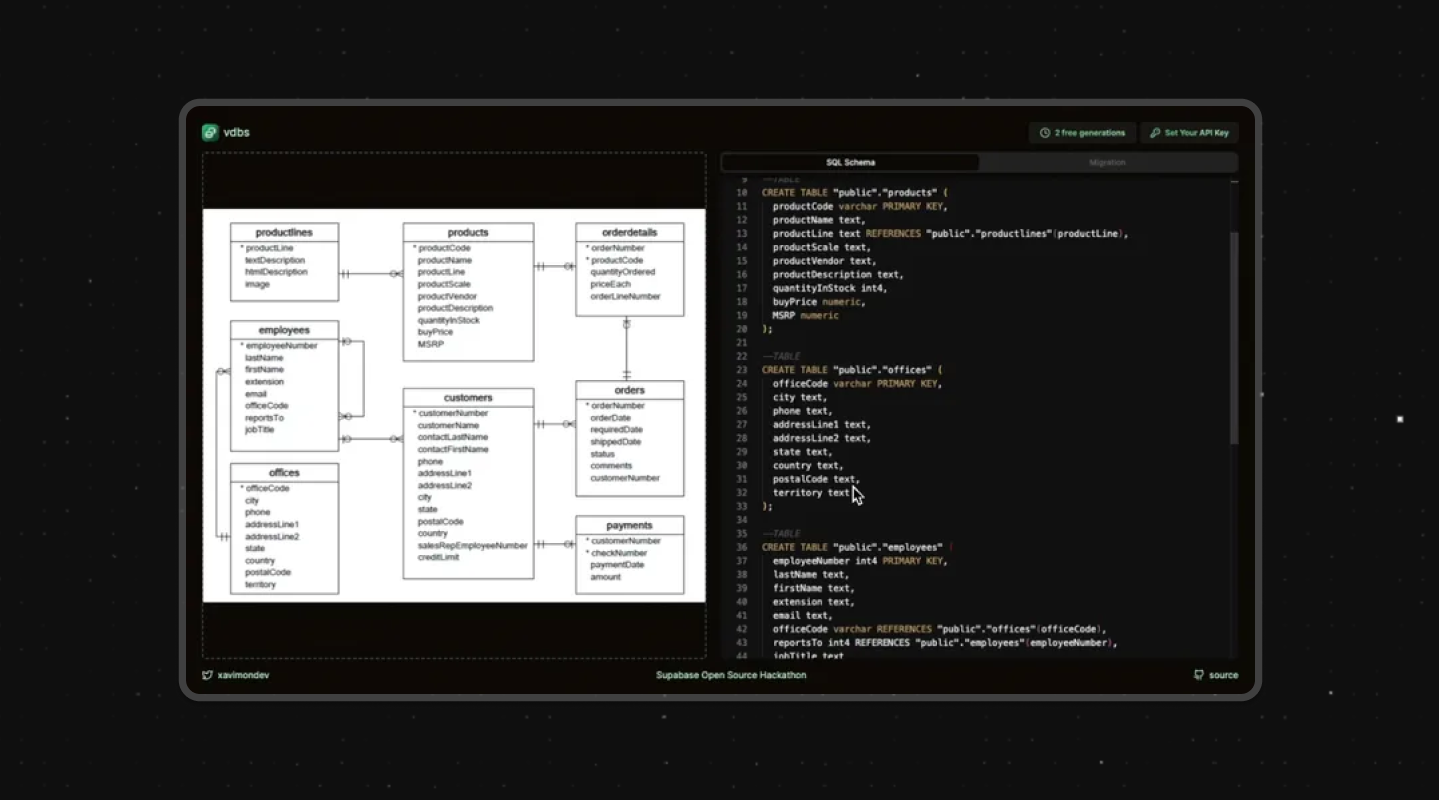 vdbs
2 free generations
Set Your API Key
productlines
* productLine
textDescription
htmlDescription
image
products
* productCode
productName
productLine
productScale
productVendor
productDescription
quantityInStock
buyPrice
MSRP
orderdetails
* orderNumber
* productCode
quantityOrdered
priceEach
orderLineNumber
employees
* employeeNumber
lastName
firstName
extension
email
officeCode
reportsTo
jobTitle
customers
* customerNumber
customerName
contactLastName
contactFirstName
phone
addressLine1
addressLine2
city
state
postalCode
country
salesRepEmployeeNumber
creditLimit
orders
* orderNumber
orderDate
requiredDate
shippedDate
status
comments
customerNumber
offices
* officeCode
city
phone
addressLine1
addressLine2
state
country
postalCode
territory
payments
* customerNumber
* checkNumber
paymentDate
amount
SQL Schema
Migration
9 --TABLE
10 CREATE TABLE "public"."products" (
11 productCode varchar PRIMARY KEY,
12 productName text,
13 productLine text REFERENCES "public"."productlines"(productLine),
14 productScale text,
15 productVendor text,
16 productDescription text,
17 quantityInStock int4,
18 buyPrice numeric,
19 MSRP numeric
20 );
21
22 --TABLE
23 CREATE TABLE "public"."offices" (
24 officeCode varchar PRIMARY KEY,
25 city text,
26 phone text,
27 addressLine1 text,
28 addressLine2 text,
29 state text,
30 country text,
31 postalCode text,
32 territory text
33 );
34
35 --TABLE
36 CREATE TABLE "public"."employees" (
37 employeeNumber int4 PRIMARY KEY,
38 lastName text,
39 firstName text,
40 extension text,
41 email text,
42 officeCode varchar REFERENCES "public"."offices"(officeCode),
43 reportsTo int4 REFERENCES "public"."employees"(employeeNumber),
44 jobTitle text
xavimondev
Supabase Open Source Hackathon
source